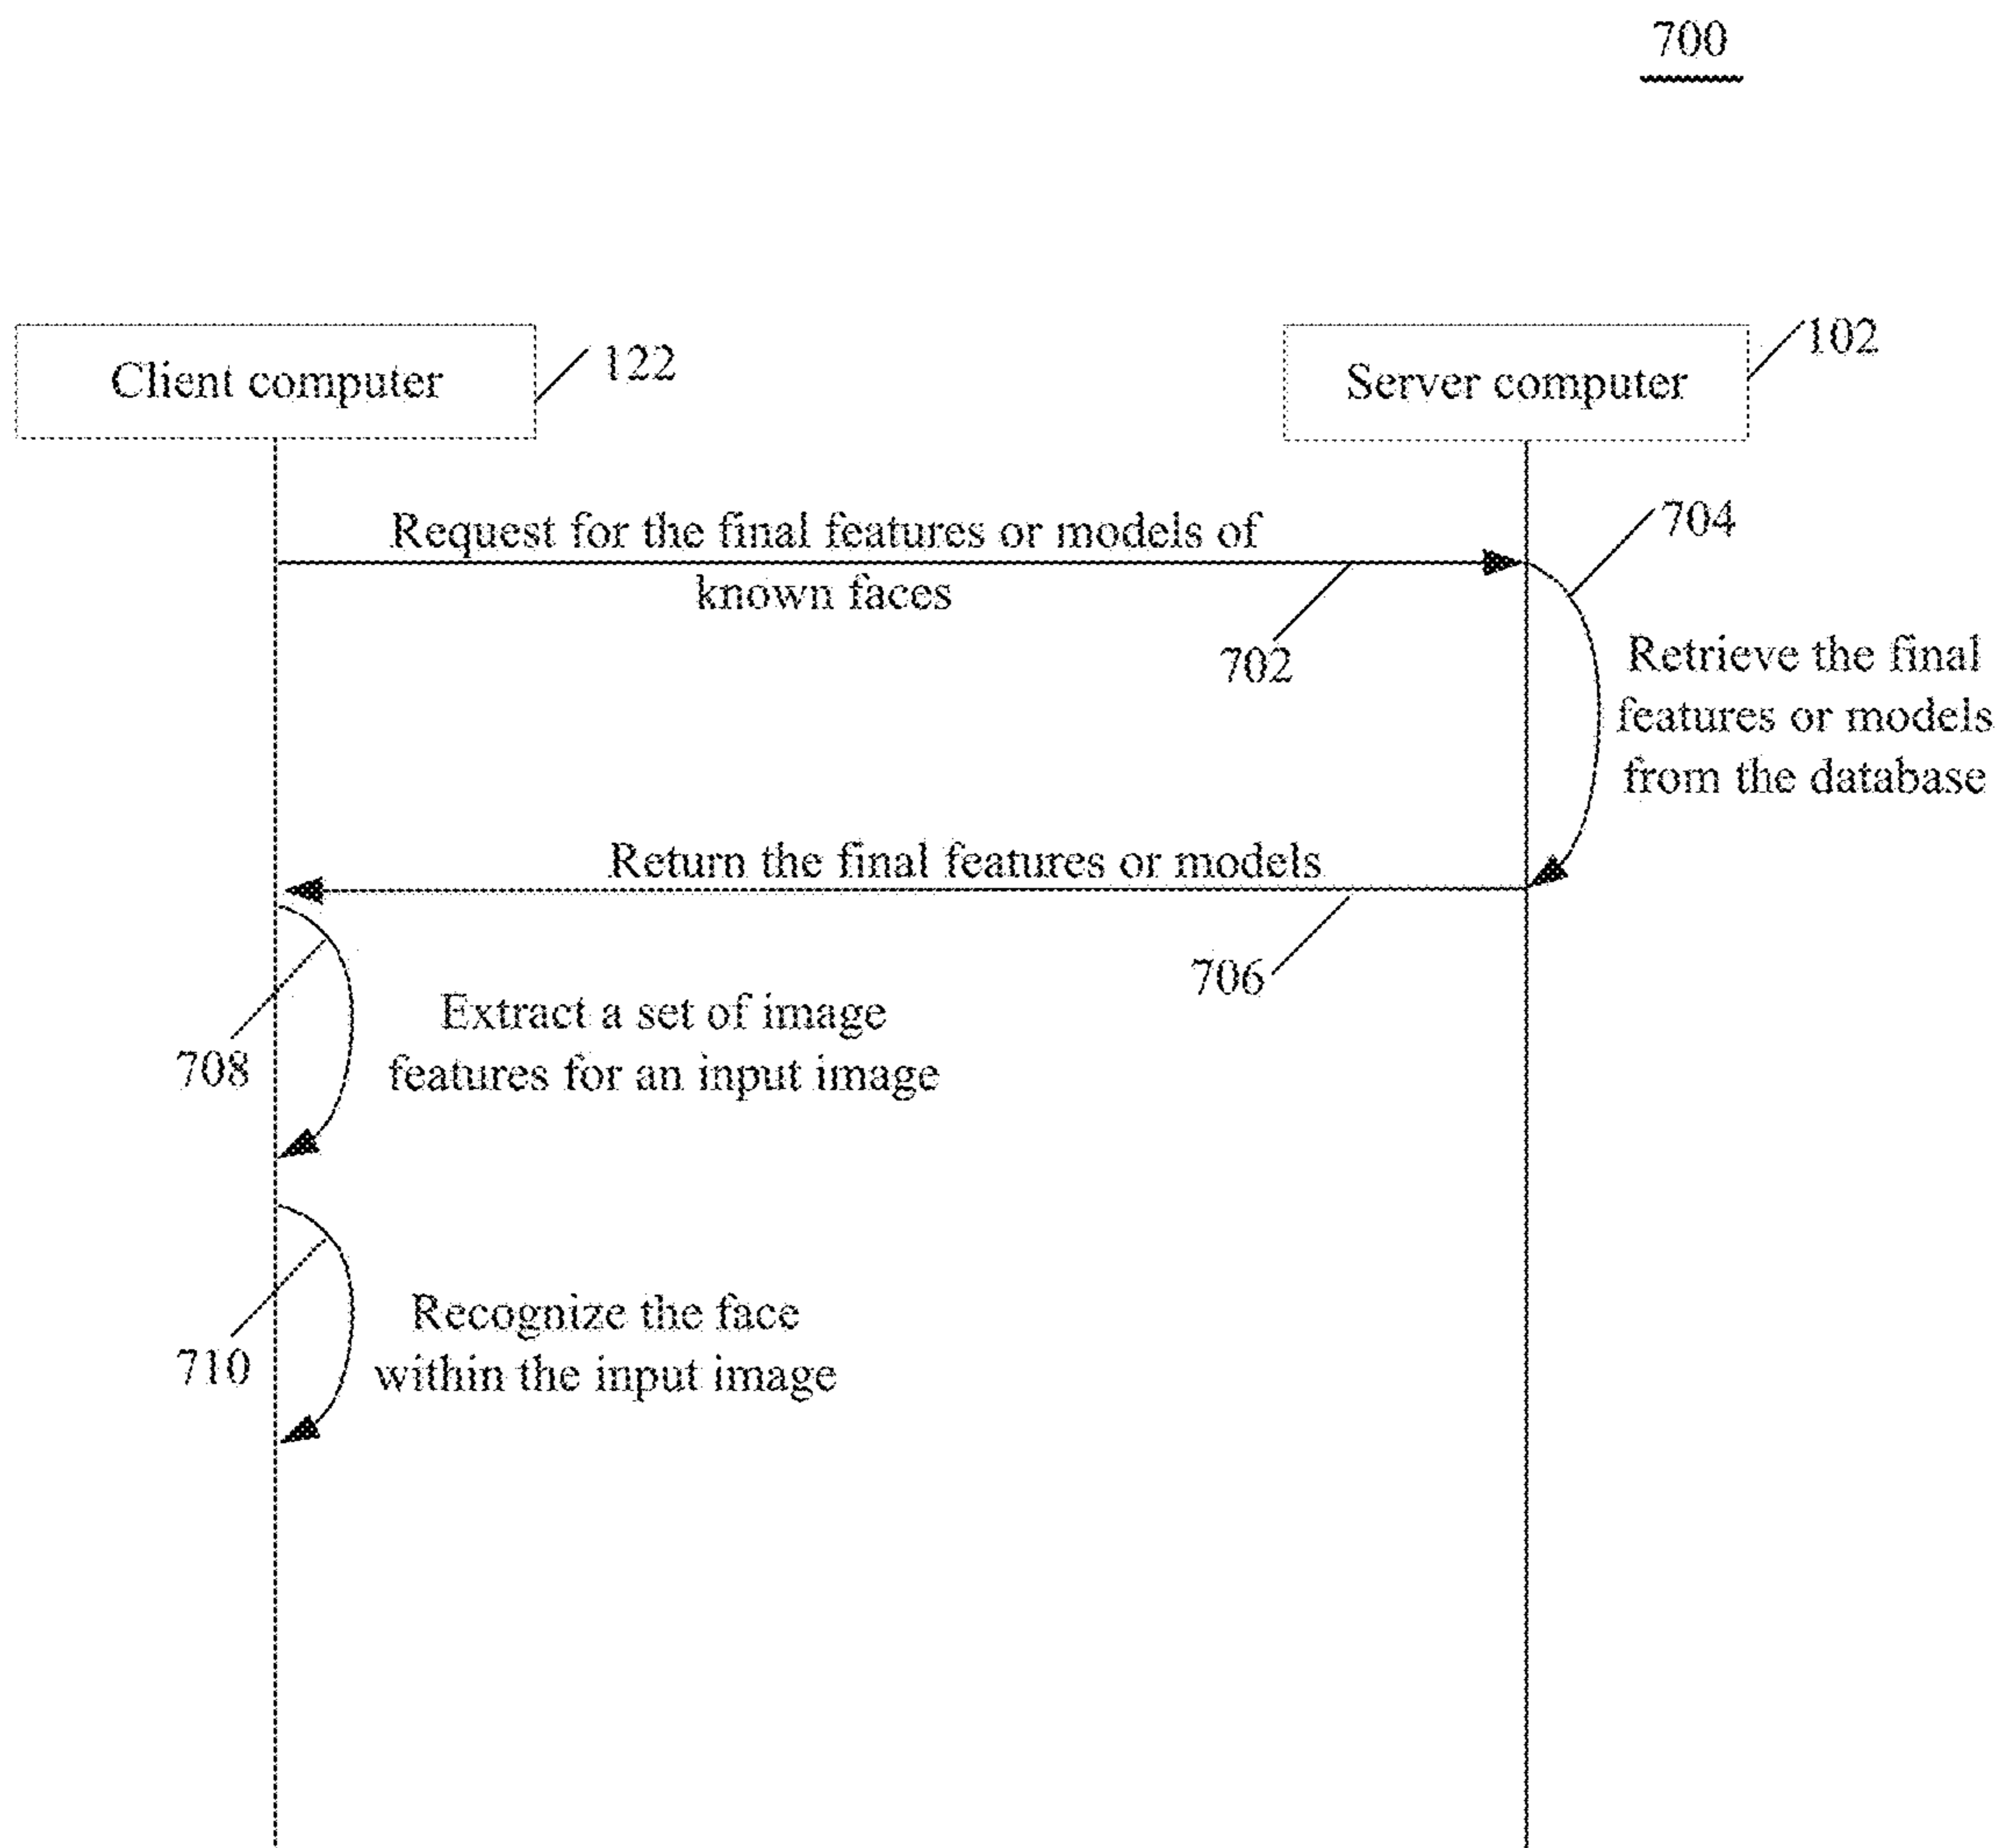 700
Client computer
122
Server computer
102
Request for the final features or models of
known faces
702
704
Retrieve the final
features or models
from the database
Return the final features or models
706
708
Extract a set of image
features for an input image
710
Recognize the face
within the input image